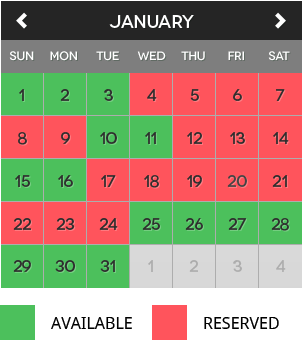 JANUARY
SUN MON TUE WED THU FRI SAT
1 2 3 4 5 6 7
8 9 10 11 12 13 14
15 16 17 18 19 20 21
22 23 24 25 26 27 28
29 30 31 1 2 3 4
AVAILABLE RESERVED